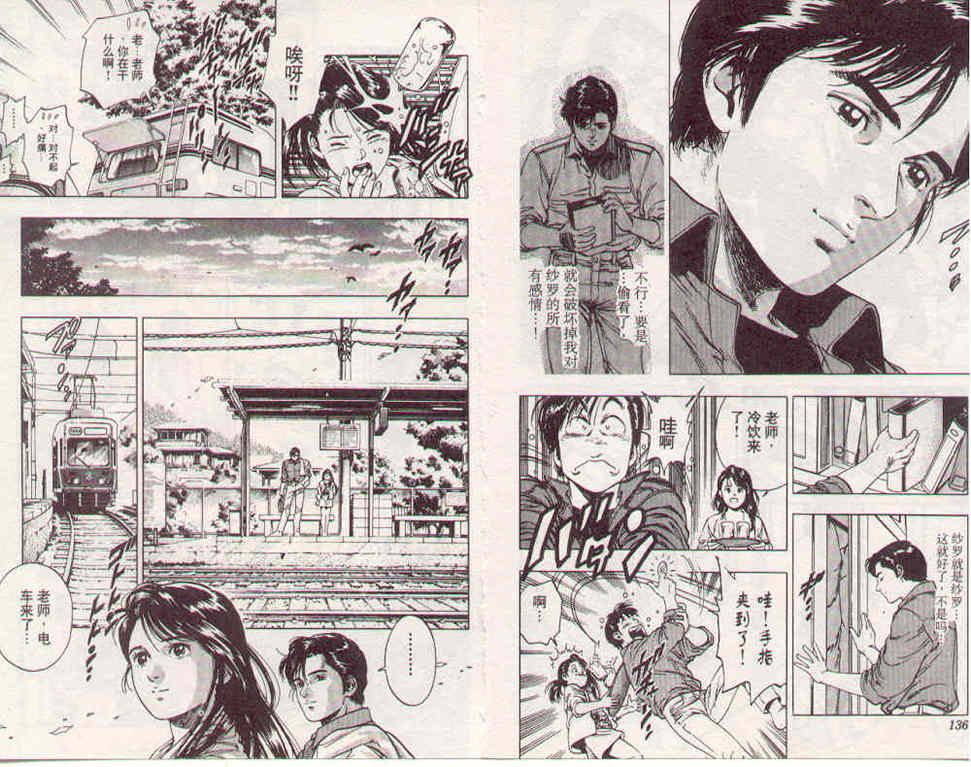 不行…要是
…偷看了，
就会破坏掉我对
纱罗的所
有感情…！
纱罗就是纱罗…
这就好了，不是吗…
老师，
冷饮来
了！
哇
啊
バタン
哇！手指
夹到了！
啊…
136
唉呀!!
老…老师
，你在干
什么啊！
对…对不起
好痛…
……
老师，电
车来了…
………